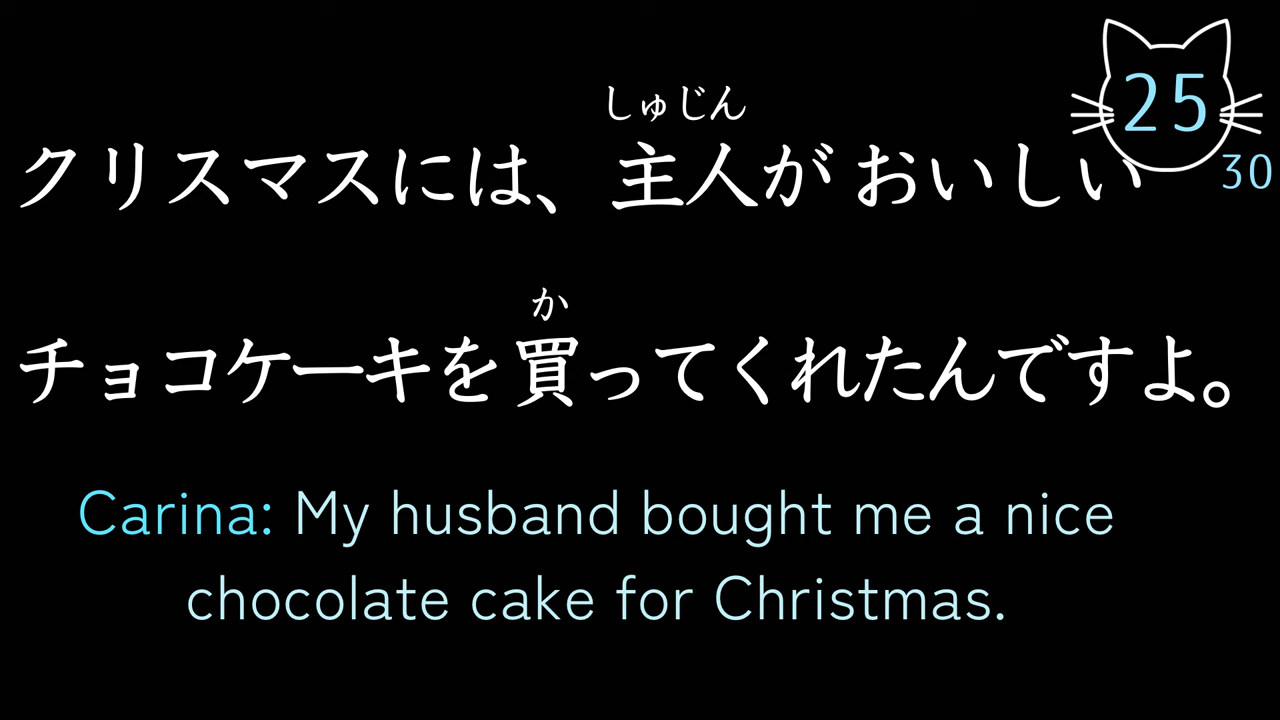 25
30
しゅじん
クリスマスには、主人が おいしい
か
チョコケーキを買ってくれたんですよ。
Carina: My husband bought me a nice
chocolate cake for Christmas.